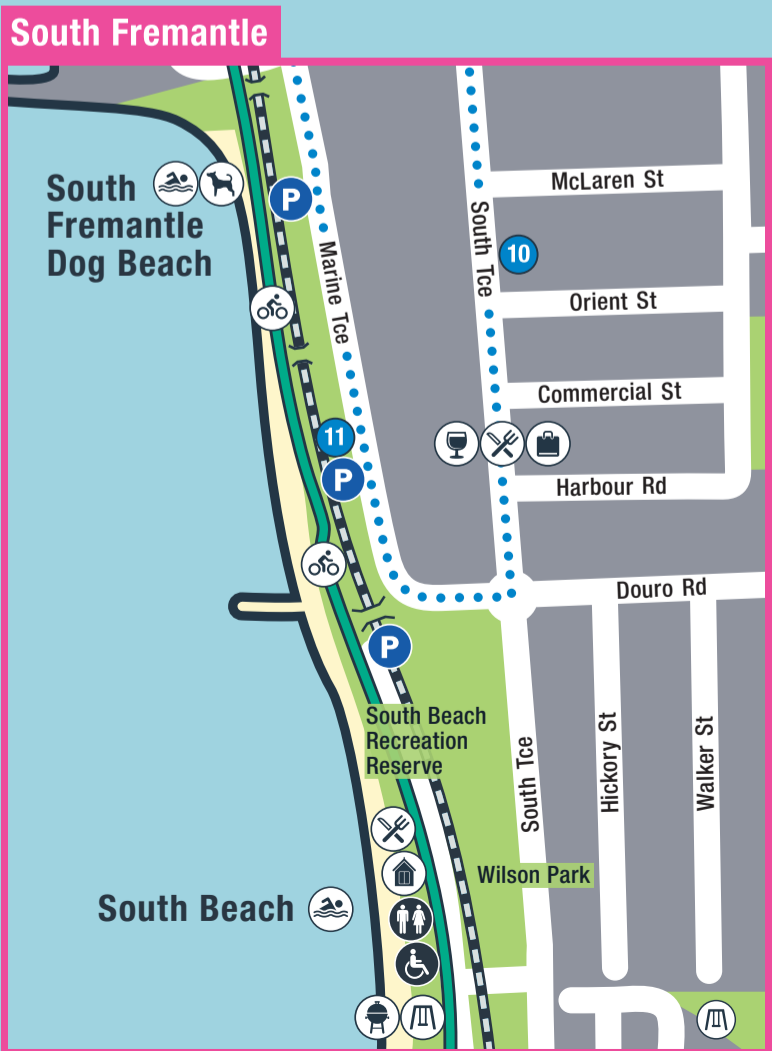 South Fremantle
South
Fremantle
Dog Beach
P
Marine Tce
South Tce
McLaren St
10
Orient St
Commercial St
11
P
Harbour Rd
Douro Rd
P
South Beach
Recreation
Reserve
South Tce
Hickory St
Walker St
Wilson Park
South Beach